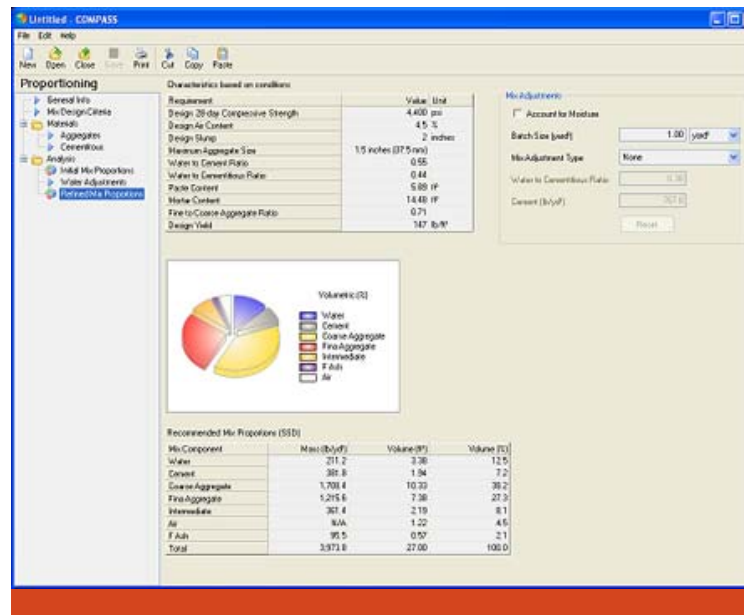 Untitled - COMPASS
File Edit Help
New Open Close Save Print Cut Copy Paste
Proportioning
General Info
Mix Design Criteria
Materials
Aggregates
Cementitious
Analysis
Initial Mix Proportions
Water Adjustments
Refined Mix Proportions
Characteristics based on conditions
Requirement Value Unit
Design 28-day Compressive Strength 4,400 psi
Design Air Content 4.5 %
Design Slump 2 inches
Maximum Aggregate Size 1.5 inches (37.5 mm)
Water to Cement Ratio 0.55
Water to Cementitious Ratio 0.44
Paste Content 5.89 ft³
Mortar Content 14.48 ft³
Fine to Coarse Aggregate Ratio 0.71
Design Yield 147 lb/ft³
Mix Adjustments
Account for Moisture
Batch Size (yard³) 1.00 yard³
Mix Adjustment Type None
Water to Cementitious Ratio
Cement (lb/yd³)
Reset
Volumetric (%)
Water
Cement
Coarse Aggregate
Fine Aggregate
Intermediate
F Ash
Air
Recommended Mix Proportions (SSD)
Mix Component Mass (lb/yd³) Volume (ft³) Volume (%)
Water 211.2 3.38 12.5
Cement 381.8 1.94 7.2
Coarse Aggregate 1,708.4 10.33 38.2
Fine Aggregate 1,215.6 7.38 27.3
Intermediate 361.4 2.19 8.1
Air N/A 1.22 4.5
F Ash 95.5 0.57 2.1
Total 3,973.8 27.00 100.0